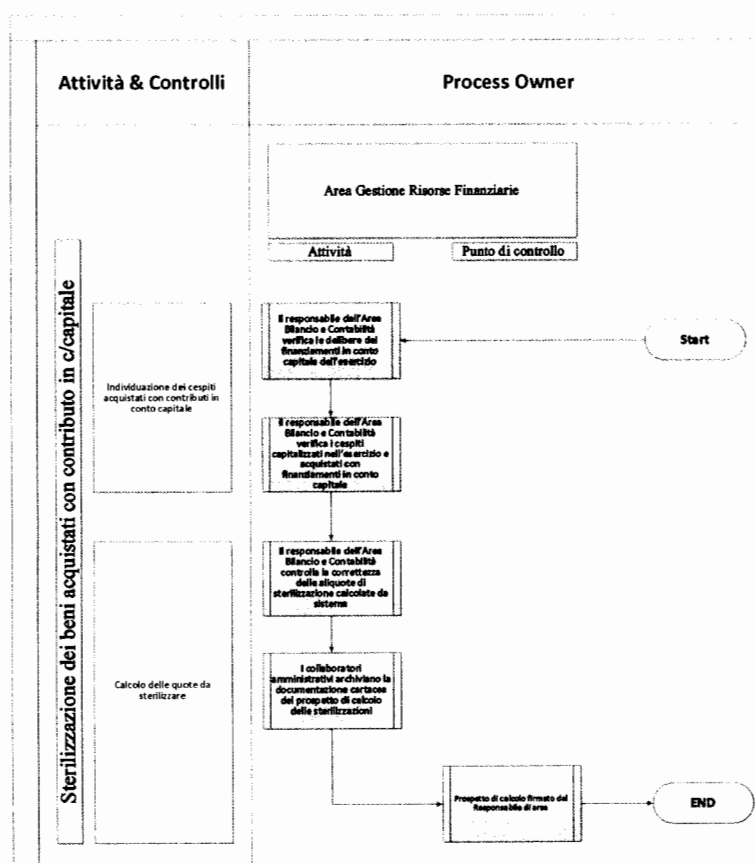 Attività & Controlli
Process Owner
Area Gestione Risorse Finanziarie
Attività
Punto di controllo
Sterilizzazione dei beni acquistati con contributo in c/capitale
Individuazione dei cespiti
acquistati con contributi in
conto capitale
Il responsabile dell'Area
Bilancio e Contabilità
verifica le delibere dei
finanziamenti in conto
capitale dell'esercizio
Start
Il responsabile dell'Area
Bilancio e Contabilità
verifica i cespiti
capitalizzati nell'esercizio e
acquistati con
finanziamenti in conto
capitale
Calcolo delle quote da
sterilizzare
Il responsabile dell'Area
Bilancio e Contabilità
controlla la correttezza
delle aliquote di
sterilizzazione calcolate da
sistema
I collaboratori
amministrativi archiviano la
documentazione cartacea
del prospetto di calcolo
delle sterilizzazioni
Prospetto di calcolo firmato dal
Responsabile di area
END